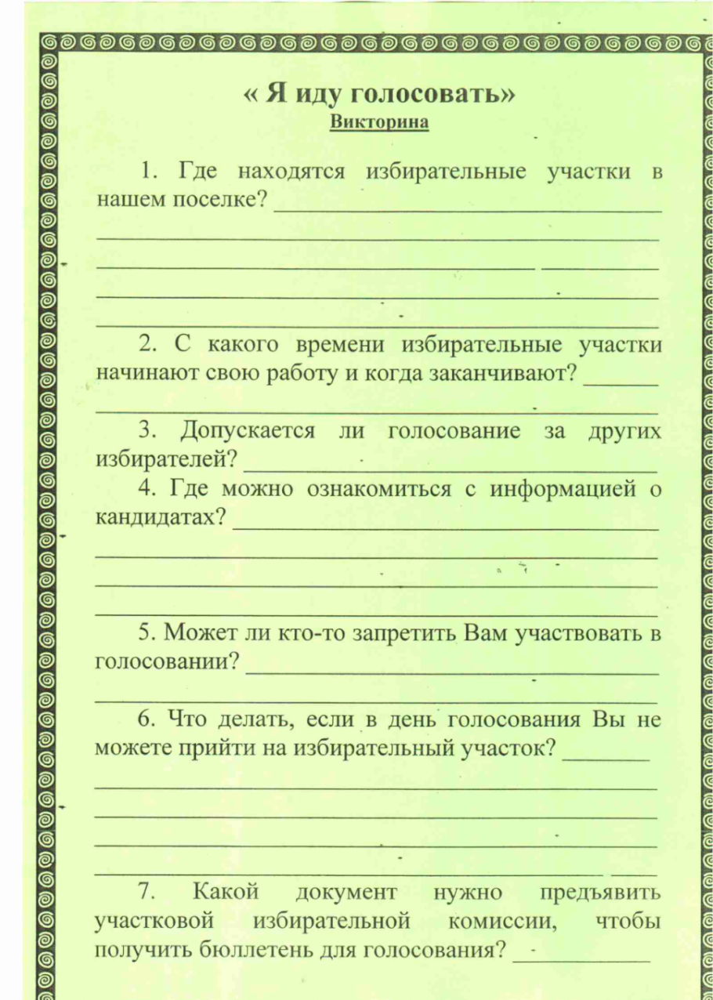 « Я иду голосовать»
Викторина
1. Где находятся избирательные участки в
нашем поселке?
2. С какого времени избирательные участки
начинают свою работу и когда заканчивают?
3. Допускается ли голосование за других
избирателей?
4. Где можно ознакомиться с информацией о
кандидатах?
5. Может ли кто-то запретить Вам участвовать в
голосовании?
6. Что делать, если в день голосования Вы не
можете прийти на избирательный участок?
7. Какой документ нужно предъявить
участковой избирательной комиссии, чтобы
получить бюллетень для голосования?